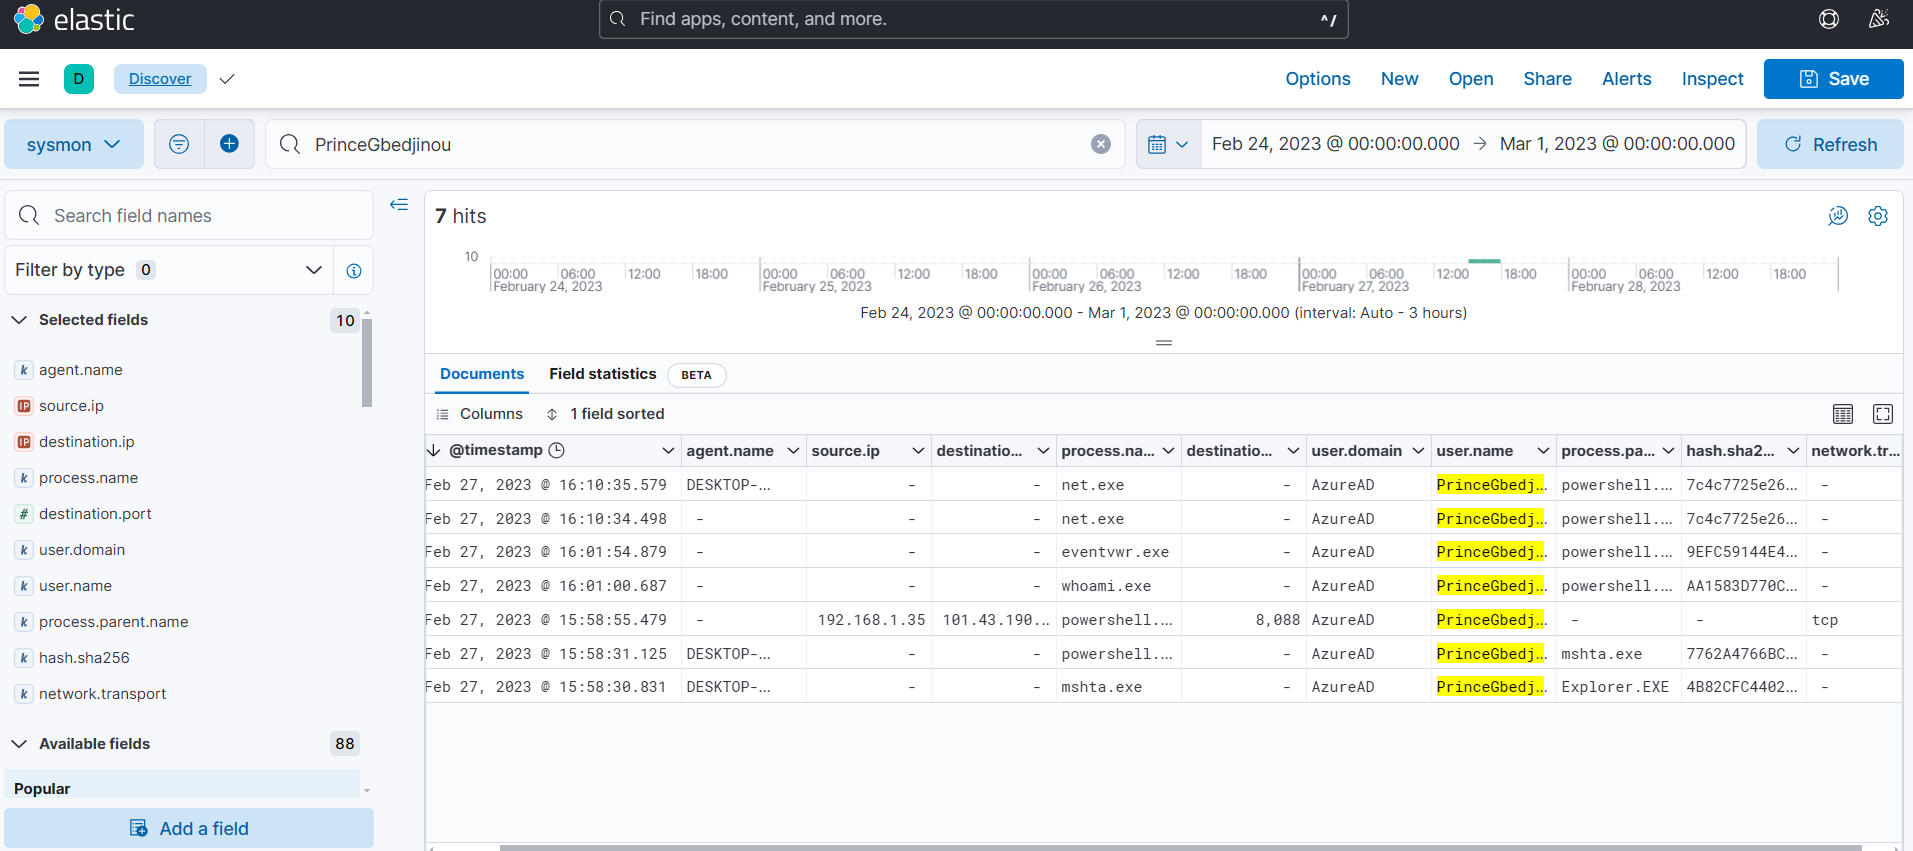 elastic
Find apps, content, and more.
^/
D
Discover
Options
New
Open
Share
Alerts
Inspect
Save
sysmon
PrinceGbedjinou
Feb 24, 2023 @ 00:00:00.000 → Mar 1, 2023 @ 00:00:00.000
Refresh
Search field names
Filter by type 0
Selected fields 10
k agent.name
IP source.ip
IP destination.ip
k process.name
# destination.port
k user.domain
k user.name
k process.parent.name
k hash.sha256
k network.transport
Available fields 88
Popular
Add a field
7 hits
10
00:00 06:00 12:00 18:00 00:00 06:00 12:00 18:00 00:00 06:00 12:00 18:00 00:00 06:00 12:00 18:00 00:00 06:00 12:00 18:00
February 24, 2023 February 25, 2023 February 26, 2023 February 27, 2023 February 28, 2023
Feb 24, 2023 @ 00:00:00.000 - Mar 1, 2023 @ 00:00:00.000 (interval: Auto - 3 hours)
Documents Field statistics BETA
Columns 1 field sorted
@timestamp agent.name source.ip destinatio... process.na... destinatio... user.domain user.name process.pa... hash.sha2... network.tr...
Feb 27, 2023 @ 16:10:35.579 DESKTOP-... - - net.exe - AzureAD PrinceGbedj... powershell.... 7c4c7725e26... -
Feb 27, 2023 @ 16:10:34.498 - - - net.exe - AzureAD PrinceGbedj... powershell.... 7c4c7725e26... -
Feb 27, 2023 @ 16:01:54.879 - - - eventvwr.exe - AzureAD PrinceGbedj... powershell.... 9EFC59144E4... -
Feb 27, 2023 @ 16:01:00.687 - - - whoami.exe - AzureAD PrinceGbedj... powershell.... AA1583D770C... -
Feb 27, 2023 @ 15:58:55.479 - 192.168.1.35 101.43.190... powershell.... 8,088 AzureAD PrinceGbedj... - - tcp
Feb 27, 2023 @ 15:58:31.125 DESKTOP-... - - powershell.... - AzureAD PrinceGbedj... mshta.exe 7762A4766BC... -
Feb 27, 2023 @ 15:58:30.831 DESKTOP-... - - mshta.exe - AzureAD PrinceGbedj... Explorer.EXE 4B82CFC4402... -